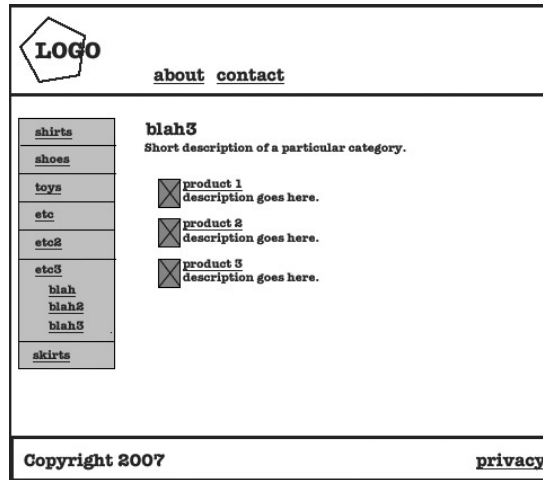 LOGO
about contact
shirts
shoes
toys
etc
etc2
etc3
blah
blah2
blah3
skirts
blah3
Short description of a particular category.
product 1
description goes here.
product 2
description goes here.
product 3
description goes here.
Copyright 2007
privacy